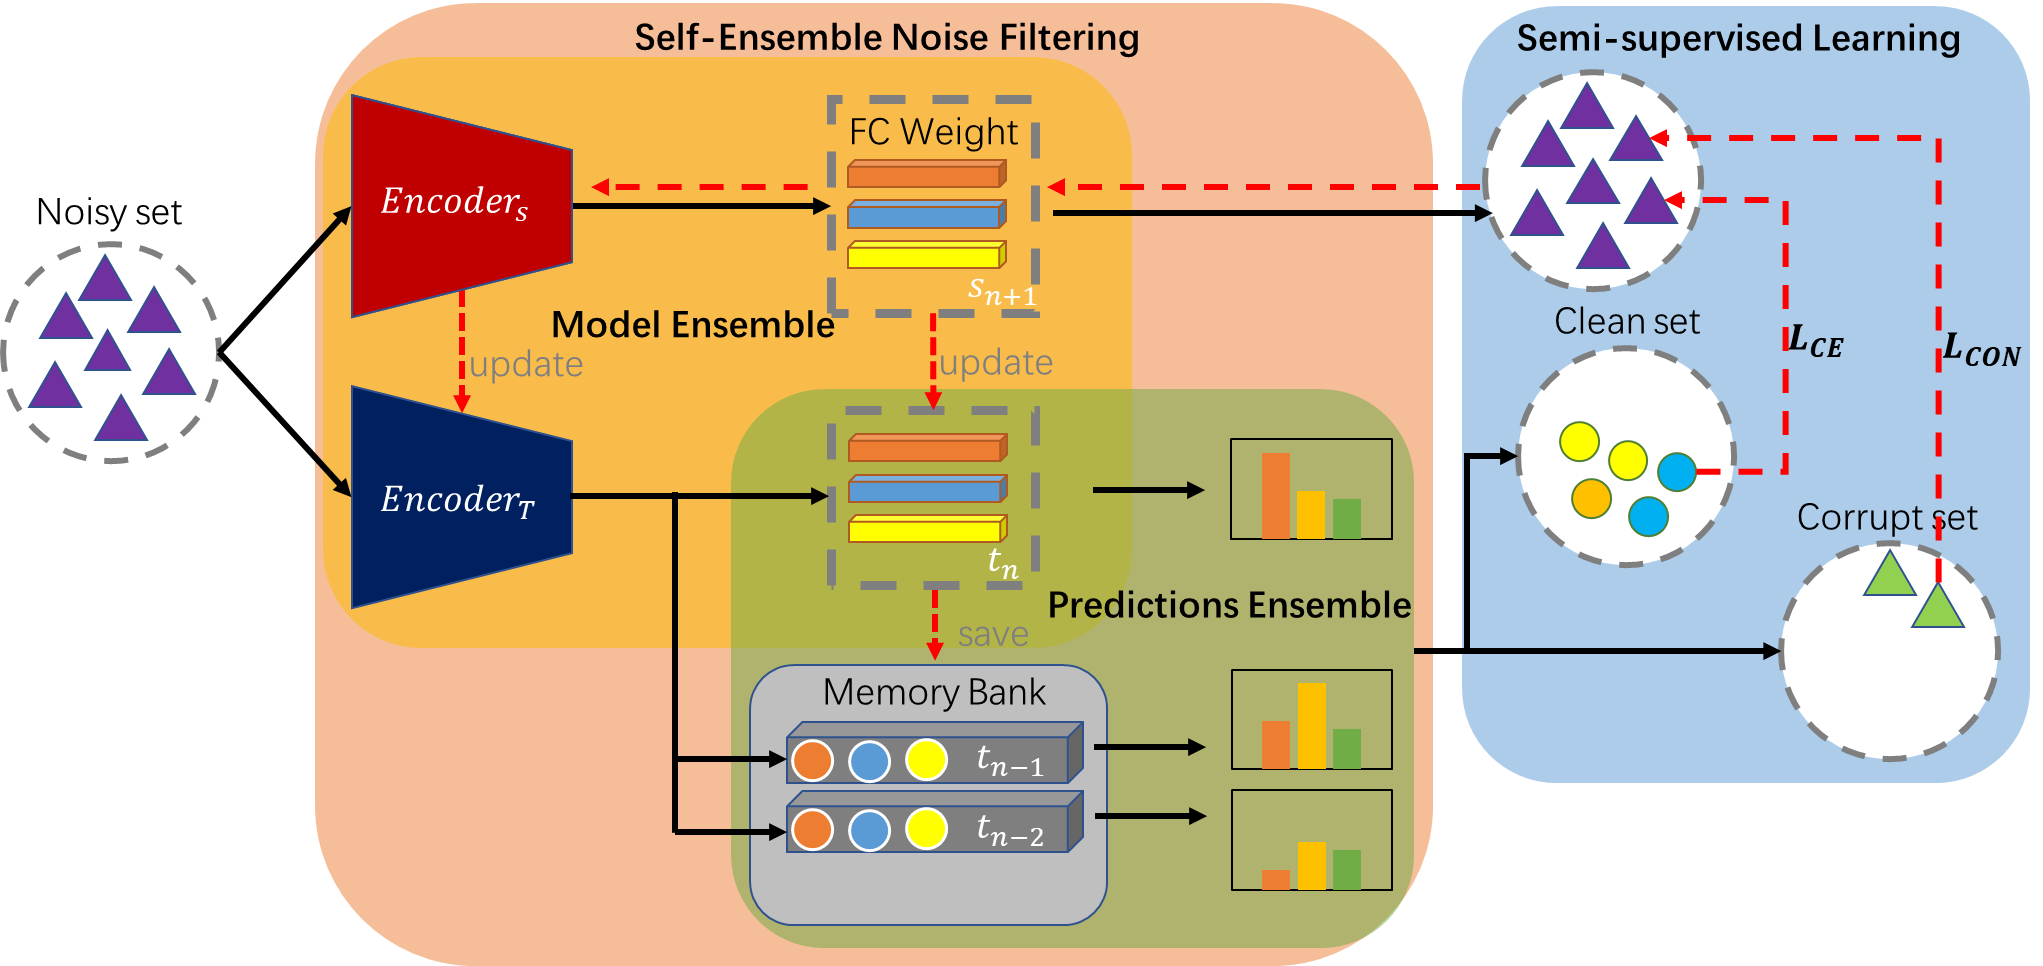 Self-Ensemble Noise Filtering
Semi-supervised Learning
FC Weight
Encoder_s
Noisy set
s_{n+1}
Model Ensemble
Clean set
L_{CE}
L_{CON}
update
update
Encoder_T
Corrupt set
t_n
Predictions Ensemble
save
Memory Bank
t_{n-1}
t_{n-2}